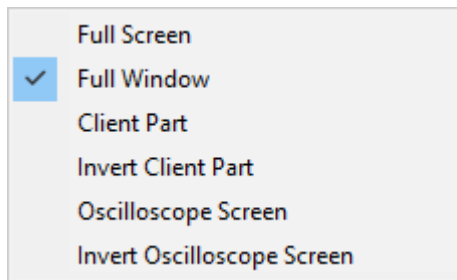 Full Screen
Full Window
Client Part
Invert Client Part
Oscilloscope Screen
Invert Oscilloscope Screen